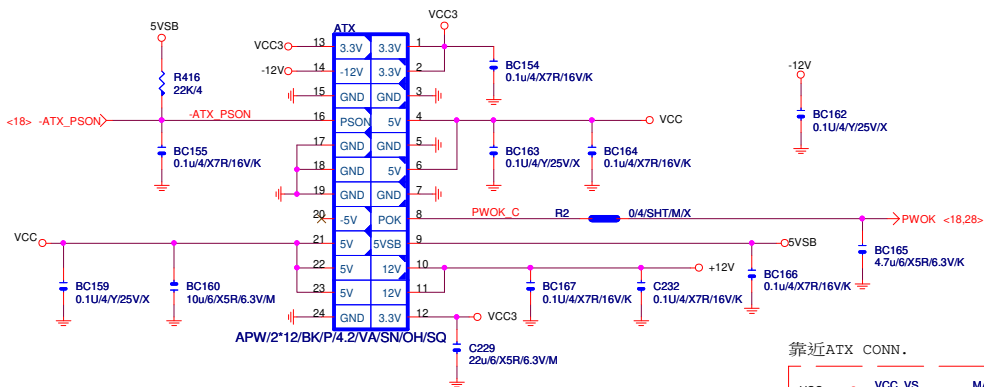 VCC3
5VSB
ATX
VCC3 13 3.3V 3.3V 1
-12V 14 -12V 3.3V 2
15 GND GND 3
<18> -ATX_PSON -ATX_PSON 16 PSON 5V 4 VCC
17 GND GND 5
18 GND 5V 6
19 GND GND 7
20 -5V POK 8 PWOK_C R2 0/4/SHT/M/X PWOK <18,28>
VCC 21 5V 5VSB 9 5VSB
22 5V 12V 10 +12V
23 5V 12V 11
24 GND 3.3V 12 VCC3
APW/2*12/BK/P/4.2/VA/SN/OH/SQ
R416
22K/4
BC154
0.1u/4/X7R/16V/K
-12V
BC162
0.1U/4/Y/25V/X
BC155
0.1u/4/X7R/16V/K
BC163
0.1U/4/Y/25V/X
BC164
0.1u/4/X7R/16V/K
BC165
4.7u/6/X5R/6.3V/K
BC159
0.1U/4/Y/25V/X
BC160
10u/6/X5R/6.3V/M
BC167
0.1U/4/X7R/16V/K
C232
0.1U/4/X7R/16V/K
BC166
0.1u/4/X7R/16V/K
C229
22u/6/X5R/6.3V/M
靠近ATX CONN.
VCC_VS